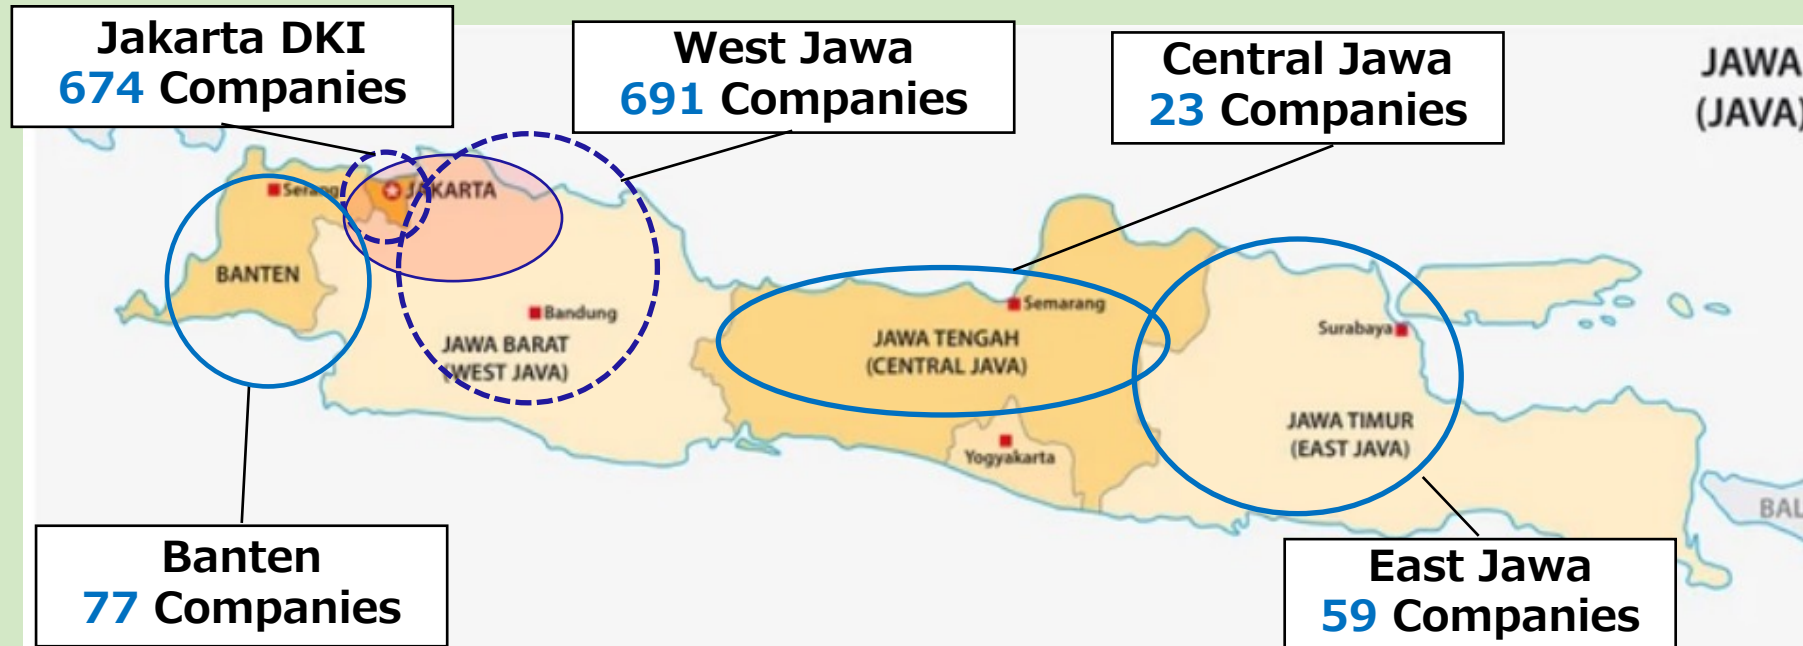 Jakarta DKI
674 Companies
West Jawa
691 Companies
Central Jawa
23 Companies
JAWA
(JAVA)
Serang
JAKARTA
BANTEN
Bandung
JAWA BARAT
(WEST JAVA)
Semarang
JAWA TENGAH
(CENTRAL JAVA)
Yogyakarta
Surabaya
JAWA TIMUR
(EAST JAVA)
BAL
Banten
77 Companies
East Jawa
59 Companies